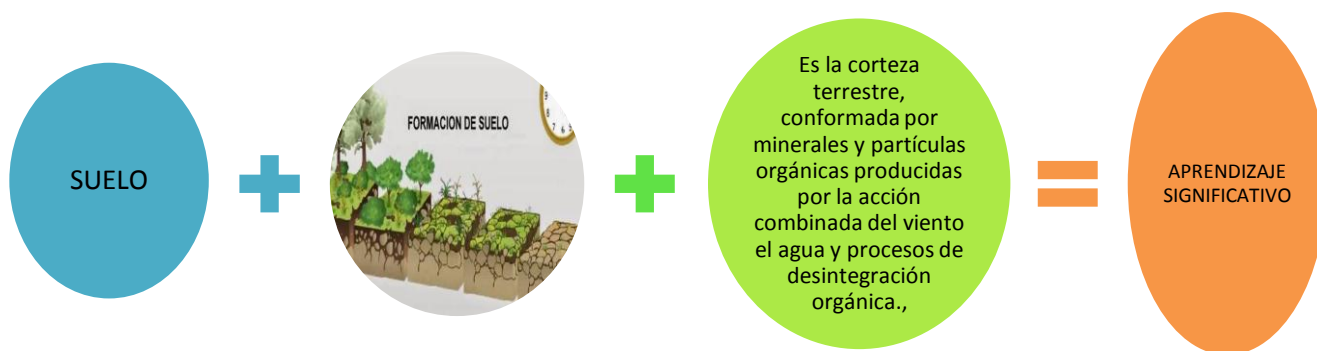 SUELO
FORMACION DE SUELO
Es la corteza
terrestre,
conformada por
minerales y partículas
orgánicas producidas
por la acción
combinada del viento
el agua y procesos de
desintegración
orgánica.,
APRENDIZAJE
SIGNIFICATIVO